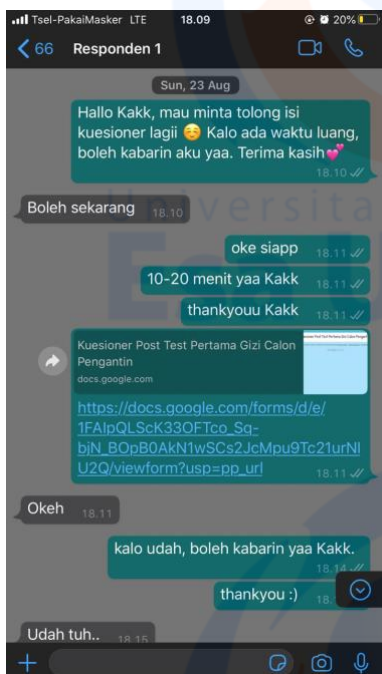 Tsel-PakaiMasker LTE 18.09 20%
66 Responden 1
Sun, 23 Aug
Hallo Kakk, mau minta tolong isi
kuesioner lagii ☺️ Kalo ada waktu luang,
boleh kabarin aku yaa. Terima kasih💕
18.10
Boleh sekarang 18.10
Universita
Esa U
oke siapp 18.11
10-20 menit yaa Kakk 18.11
thankyouu Kakk 18.11
Kuesioner Post Test Pertama Gizi Calon
Pengantin
docs.google.com
https://docs.google.com/forms/d/e/
1FAIpQLScK33OFTco_Sq-
bjN_BOpB0AkN1wSCs2JcMpu9Tc21urNl
U2Q/viewform?usp=pp_url
18.11
Okeh 18.11
kalo udah, boleh kabarin yaa Kakk.
18.14
thankyou :) 18.
Udah tuh.. 18.15